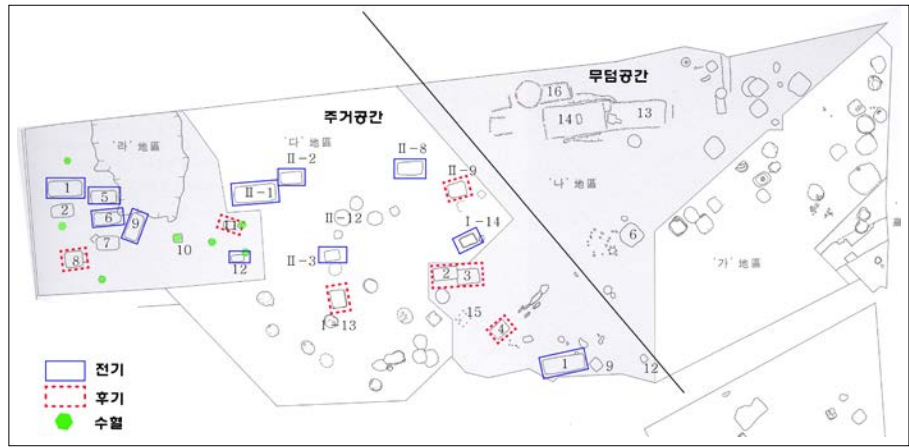 무덤공간
주거공간
16
14
13
'라' 地區
'다' 地區
'나' 地區
'가' 地區
II-2
II-8
II-9
II-1
II-12
I-14
II-3
I-13
1
5
2
6
9
7
8
10
11
12
2
3
15
4
1
9
12
6
전기
후기
수혈